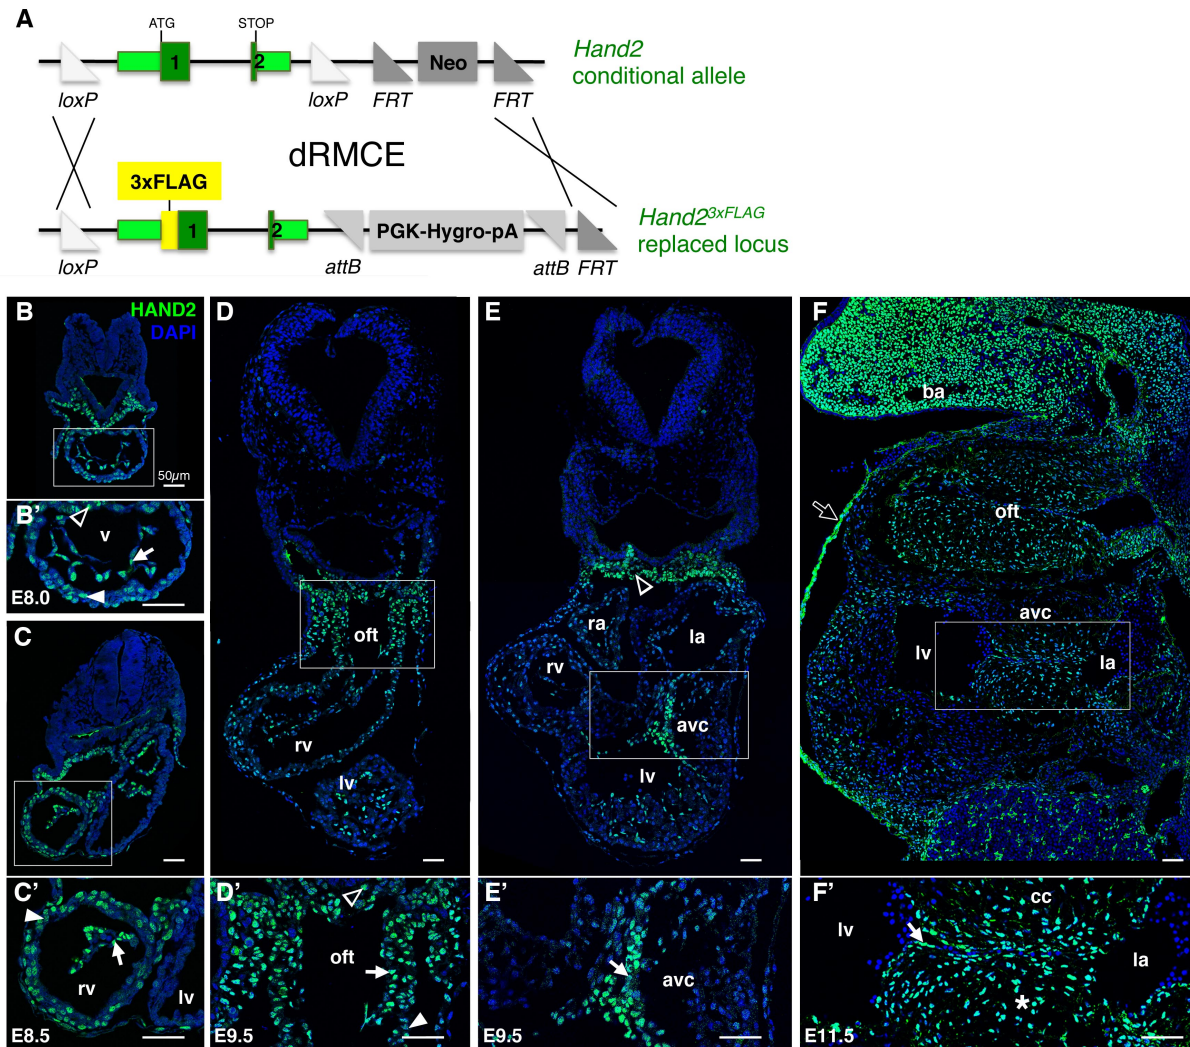 A
ATG
STOP
1
2
Neo
Hand2
conditional allele
loxP
loxP
FRT
FRT
dRMCE
3xFLAG
1
2
PGK-Hygro-pA
Hand23xFLAG
replaced locus
loxP
attB
attB
FRT
B
HAND2
DAPI
50µm
B'
v
E8.0
C
C'
rv
lv
E8.5
D
oft
rv
lv
D'
oft
E9.5
E
ra
la
rv
avc
lv
E'
avc
E9.5
F
ba
oft
avc
lv
la
F'
cc
lv
la
*
E11.5